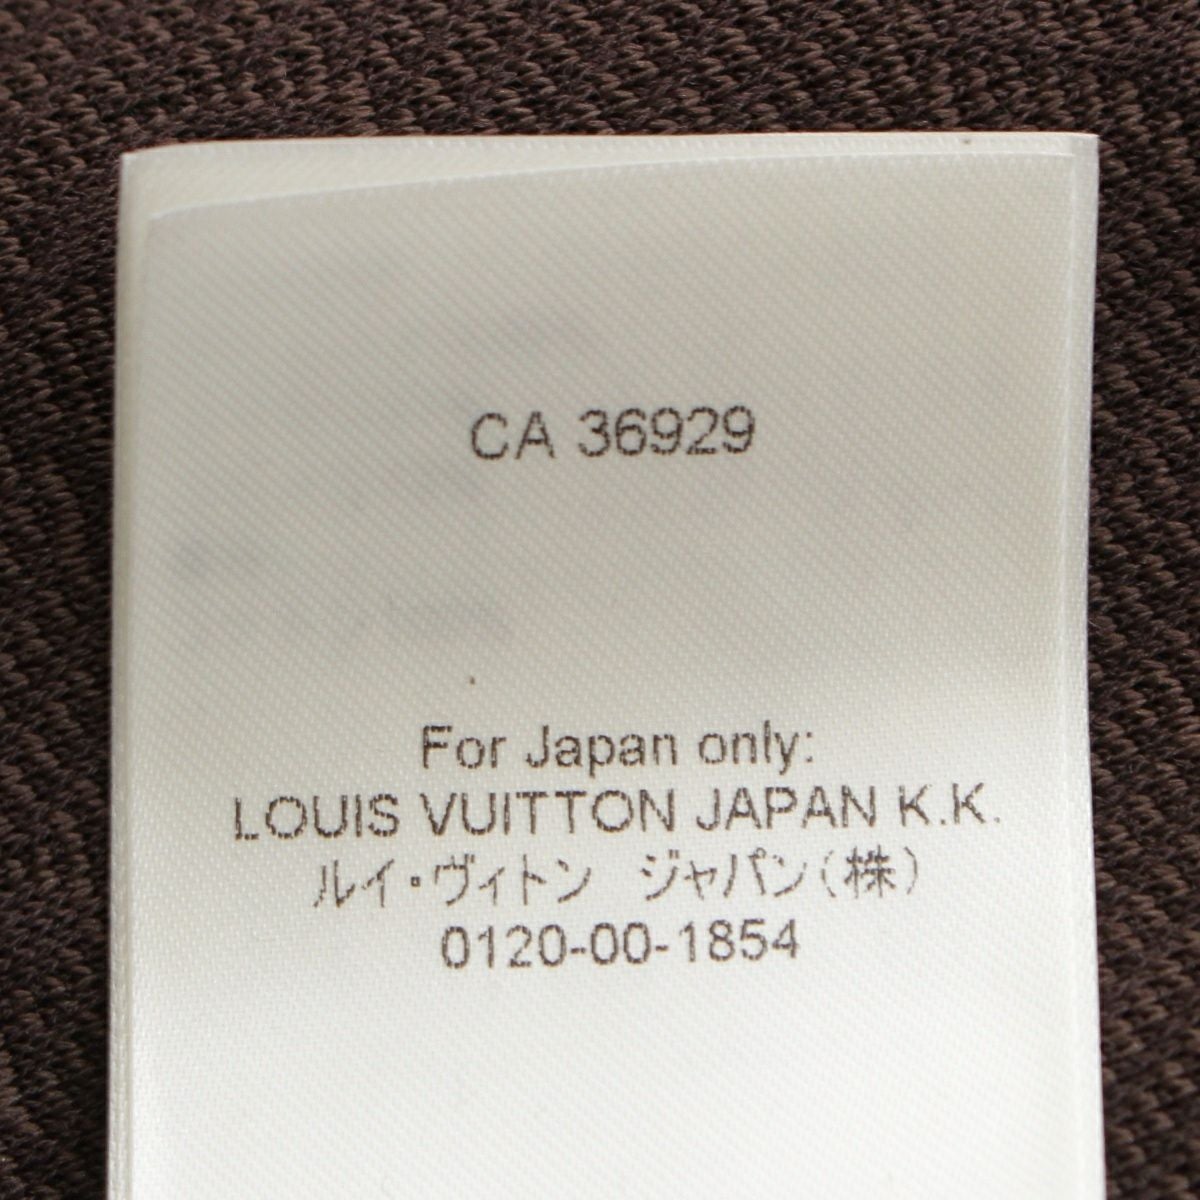 CA 36929
For Japan only:
LOUIS VUITTON JAPAN K.K.
ルイ・ヴィトン　ジャパン（株）
0120-00-1854